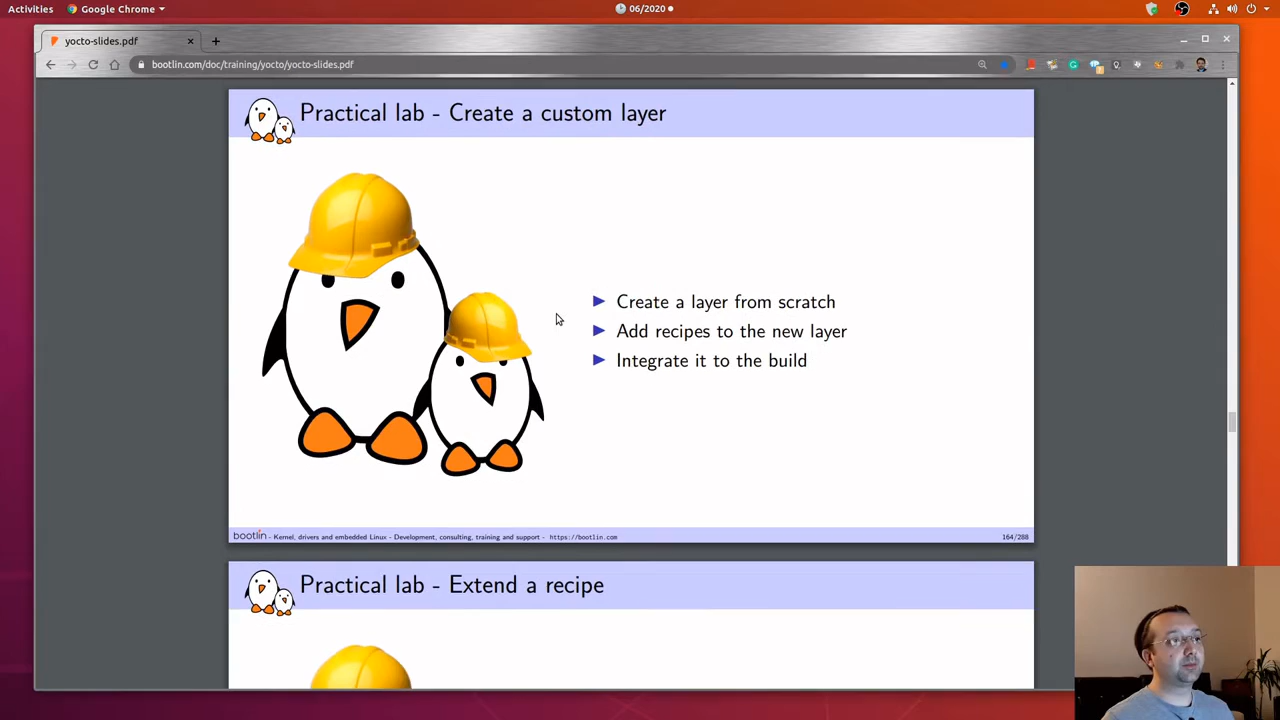 Activities
Google Chrome
06/2020
yocto-slides.pdf
bootlin.com/doc/training/yocto/yocto-slides.pdf
Practical lab - Create a custom layer
Create a layer from scratch
Add recipes to the new layer
Integrate it to the build
bootlin - Kernel, drivers and embedded Linux - Development, consulting, training and support - https://bootlin.com
164/288
Practical lab - Extend a recipe